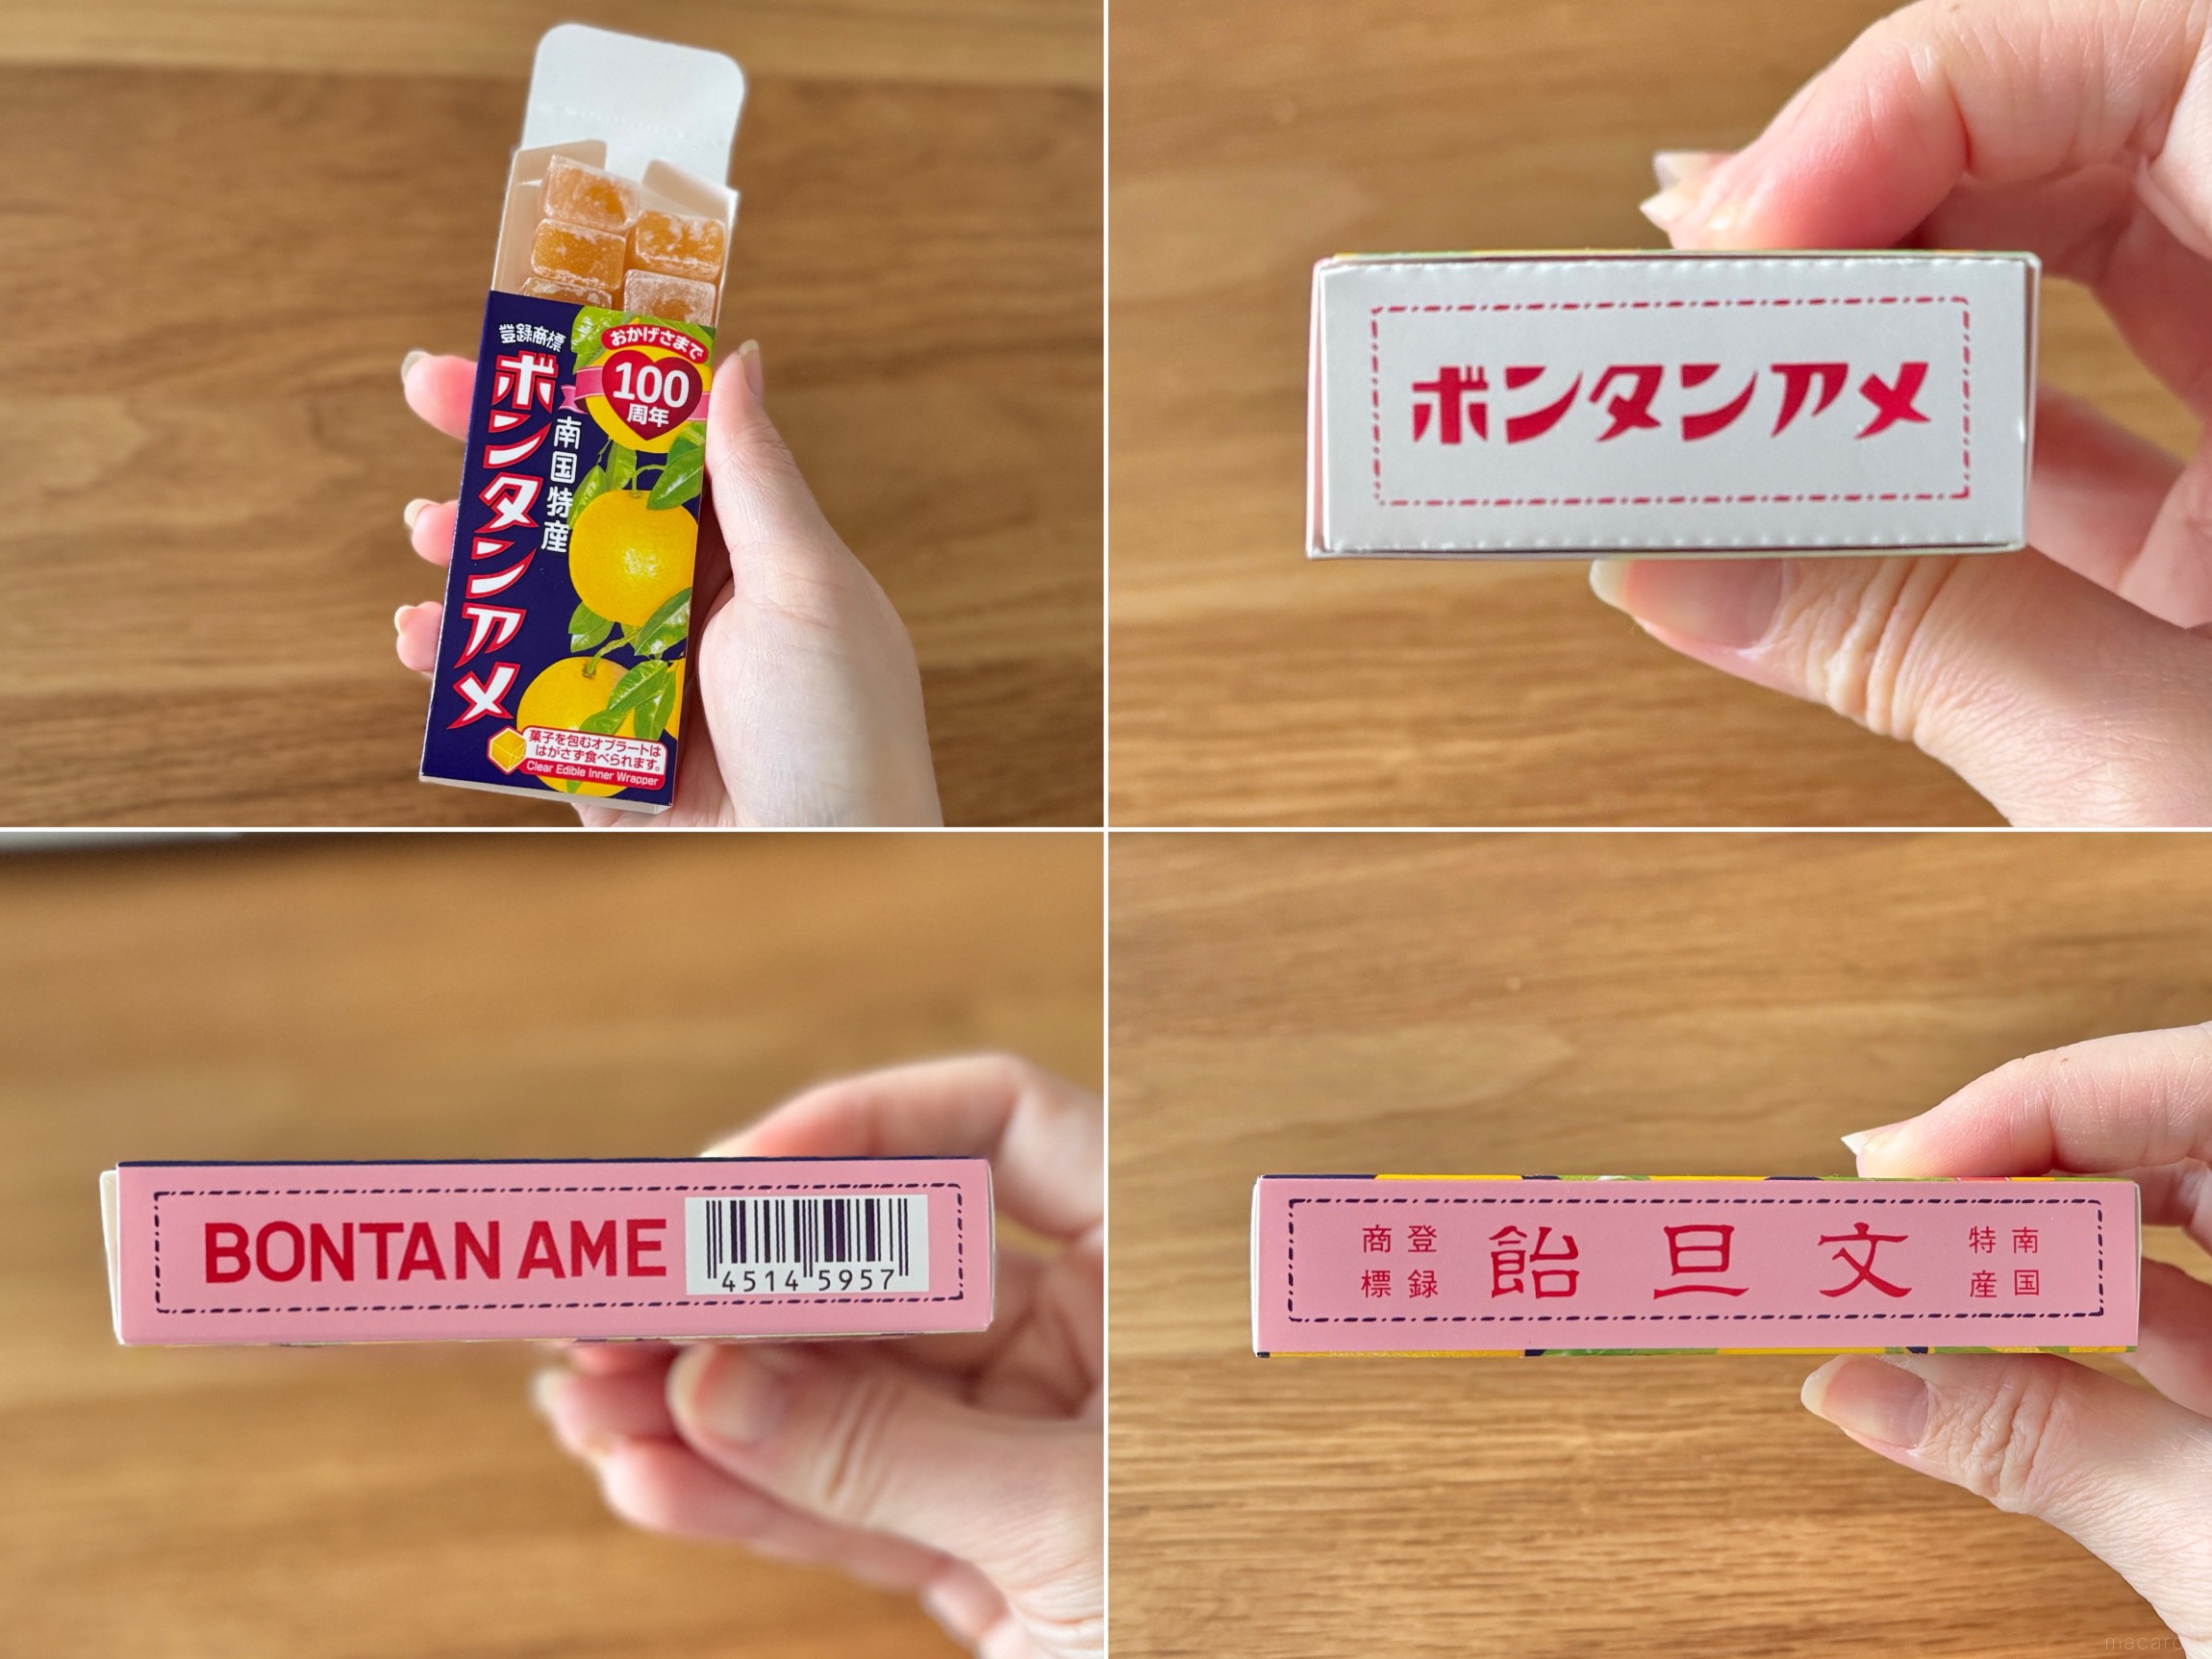 登録商標
ボンタンアメ
南国特産
おかげさまで
100
周年
菓子を包むオブラートは
はがさず食べられます。
Clear Edible Inner Wrapper
ボンタンアメ
BONTAN AME
4514 5957
南国特産
文旦飴
登録商標